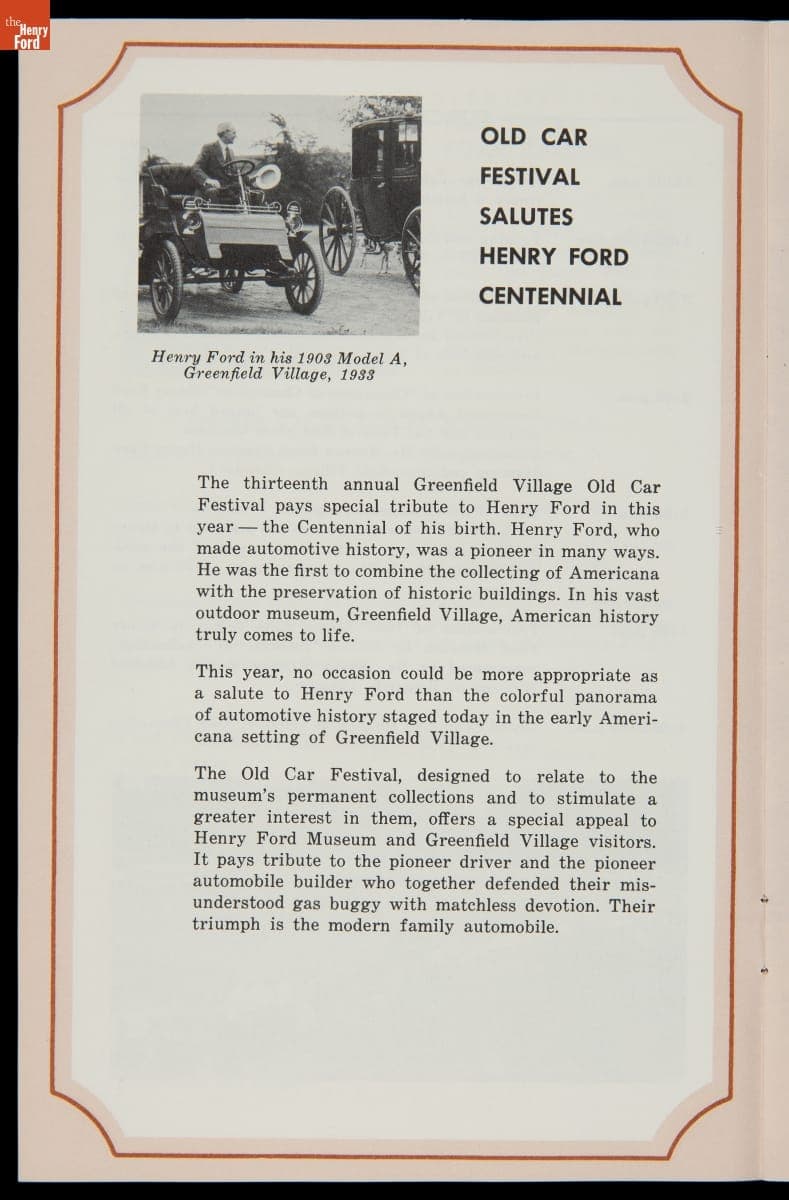 the
Henry
Ford
OLD CAR
FESTIVAL
SALUTES
HENRY FORD
CENTENNIAL
Henry Ford in his 1903 Model A,
Greenfield Village, 1933
The thirteenth annual Greenfield Village Old Car
Festival pays special tribute to Henry Ford in this
year — the Centennial of his birth. Henry Ford, who
made automotive history, was a pioneer in many ways.
He was the first to combine the collecting of Americana
with the preservation of historic buildings. In his vast
outdoor museum, Greenfield Village, American history
truly comes to life.
This year, no occasion could be more appropriate as
a salute to Henry Ford than the colorful panorama
of automotive history staged today in the early Ameri-
cana setting of Greenfield Village.
The Old Car Festival, designed to relate to the
museum's permanent collections and to stimulate a
greater interest in them, offers a special appeal to
Henry Ford Museum and Greenfield Village visitors.
It pays tribute to the pioneer driver and the pioneer
automobile builder who together defended their mis-
understood gas buggy with matchless devotion. Their
triumph is the modern family automobile.